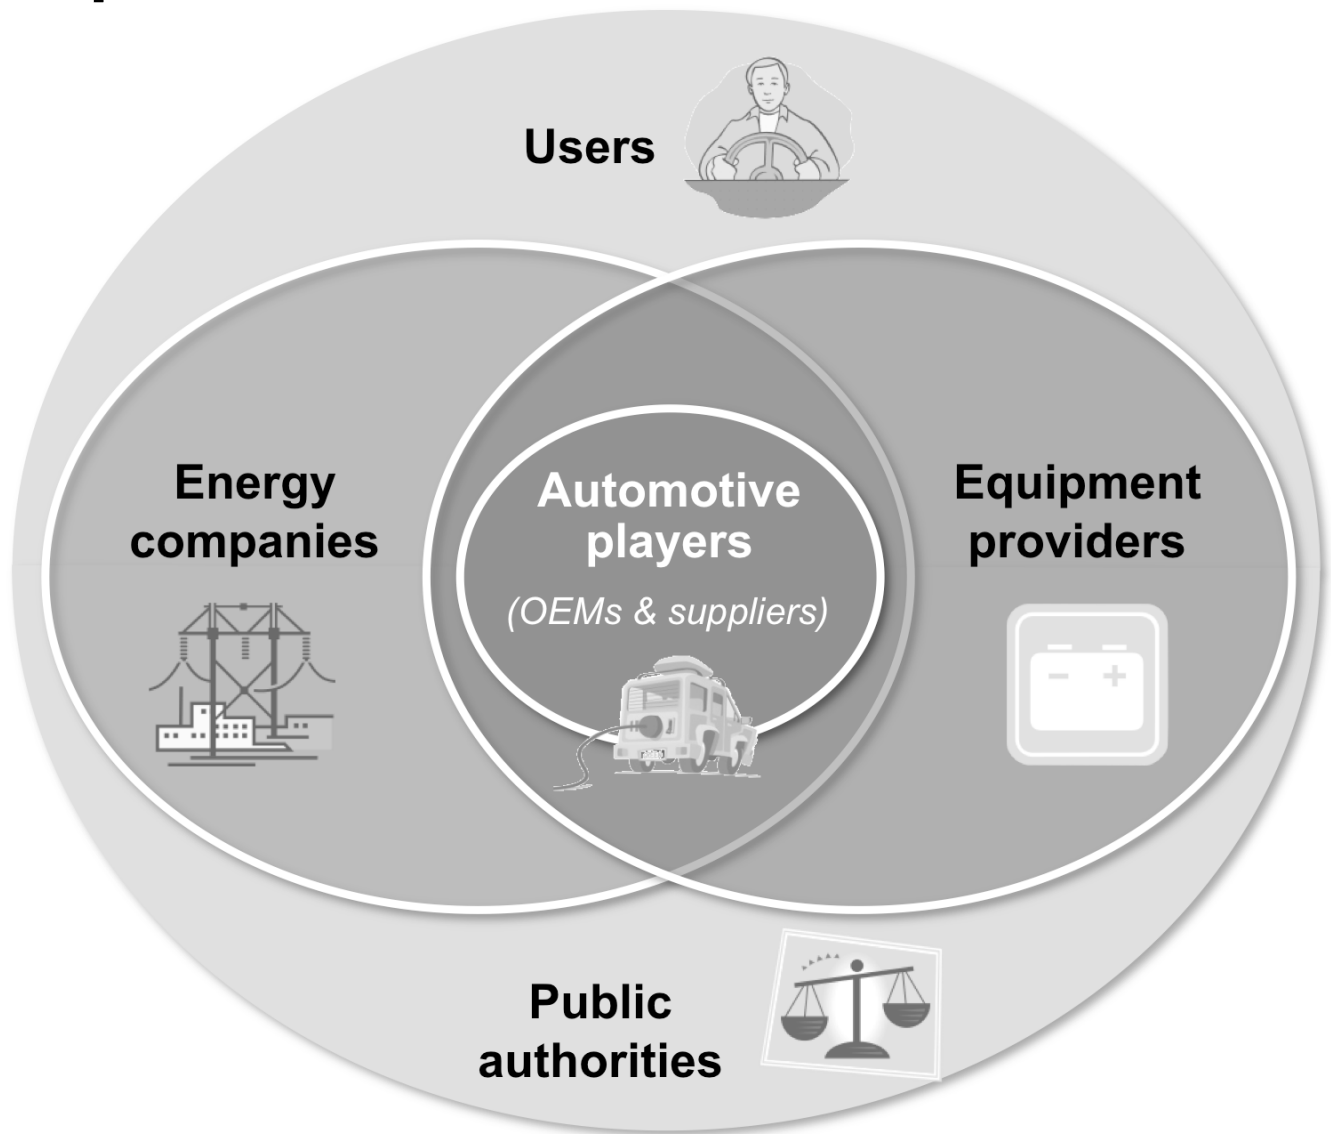 Users
Energy
companies
Automotive
players
(OEMs & suppliers)
Equipment
providers
Public
authorities